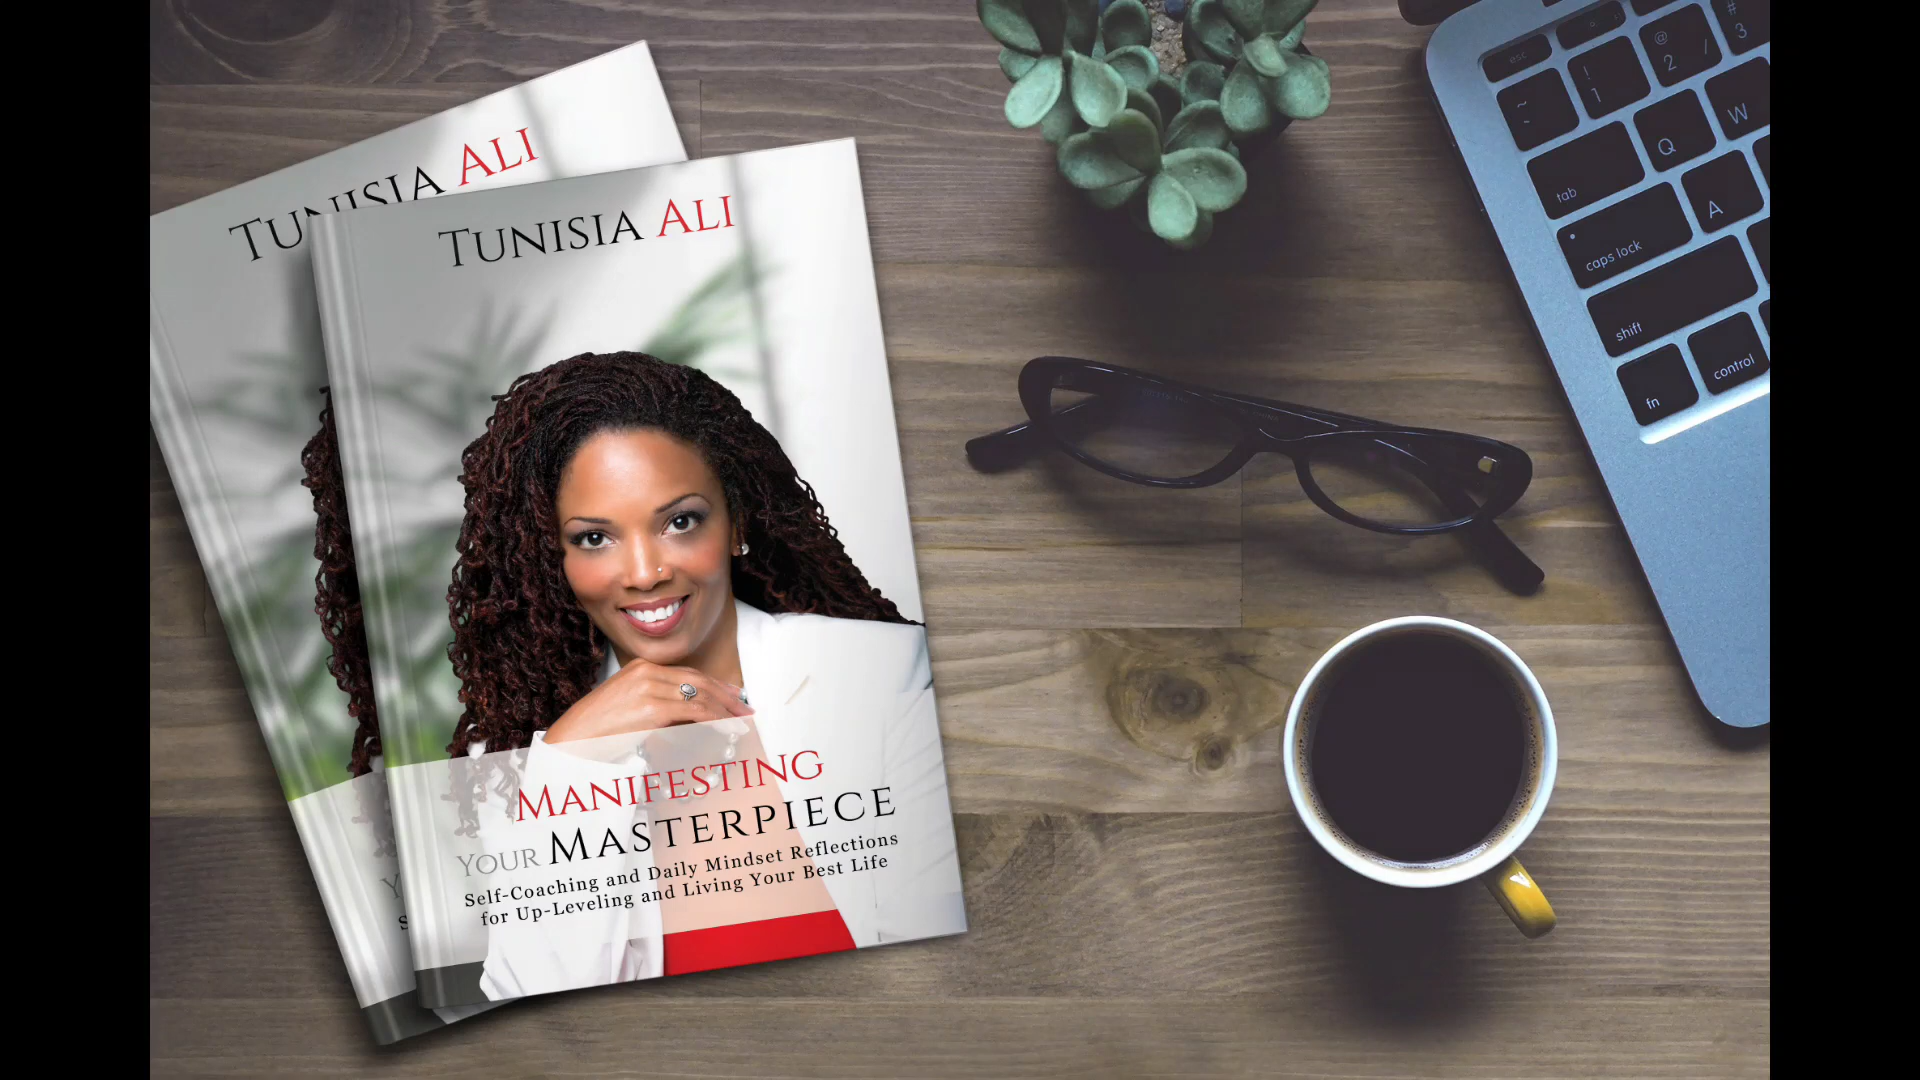 TUNISIA ALI
TUNISIA ALI
MANIFESTING
YOUR MASTERPIECE
Self-Coaching and Daily Mindset Reflections
for Up-Leveling and Living Your Best Life
esc
~
!
1
@
2
#
3
tab
Q
W
caps lock
A
shift
fn
control